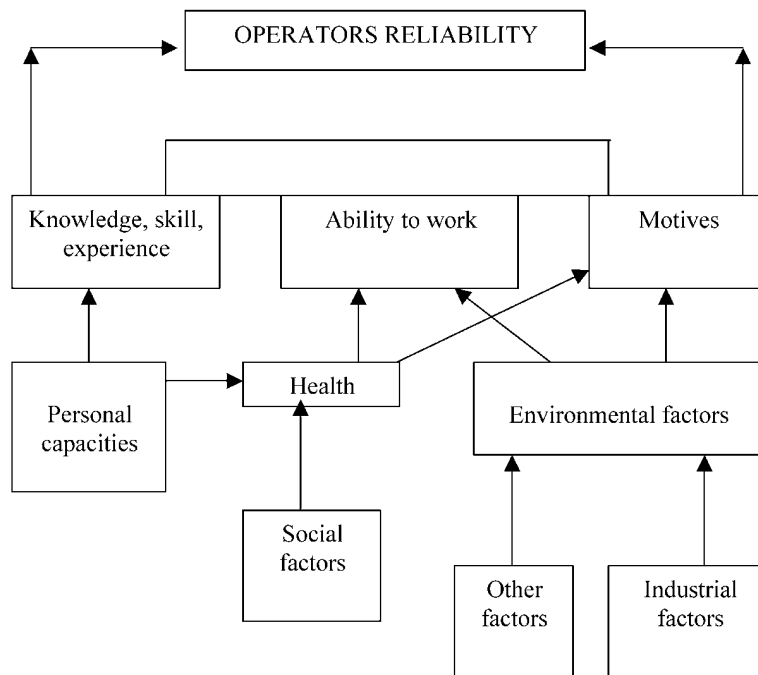 OPERATORS RELIABILITY
Knowledge, skill,
experience
Ability to work
Motives
Personal
capacities
Health
Environmental factors
Social
factors
Other
factors
Industrial
factors